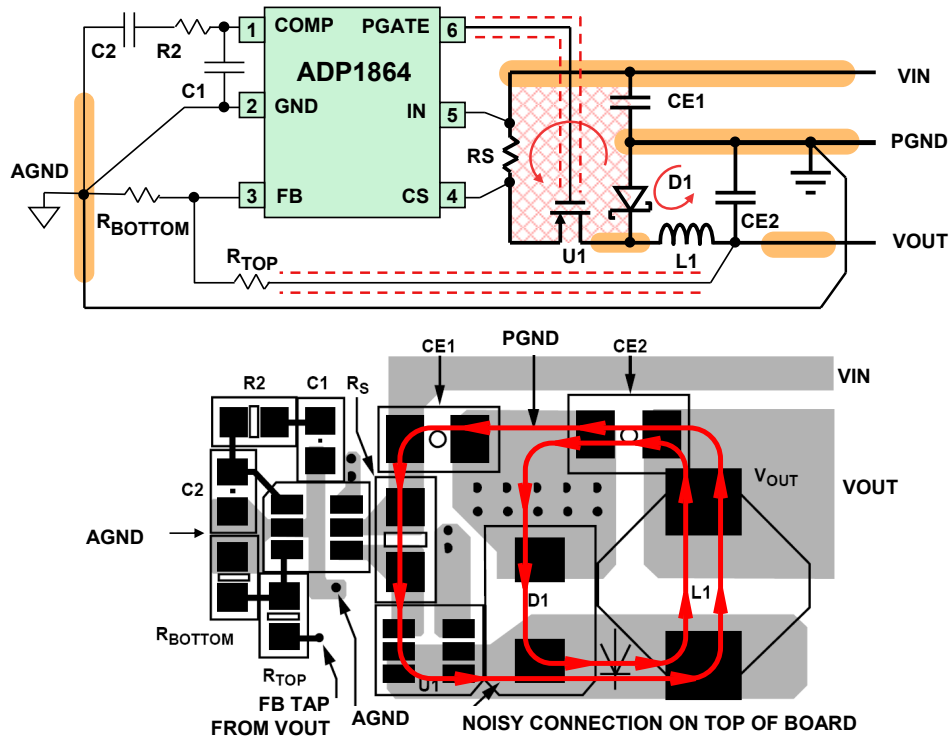 1 COMP PGATE 6
C2 R2
ADP1864
VIN
C1
CE1
2 GND
IN 5
PGND
RS
AGND
D1
3 FB CS 4
CE2
RBOTTOM
VOUT
RTOP
U1 L1
PGND
CE1 CE2
VIN
R2 C1 RS
C2
VOUT
VOUT
AGND
D1 L1
RBOTTOM
RTOP
U1
FB TAP
FROM VOUT
AGND
NOISY CONNECTION ON TOP OF BOARD